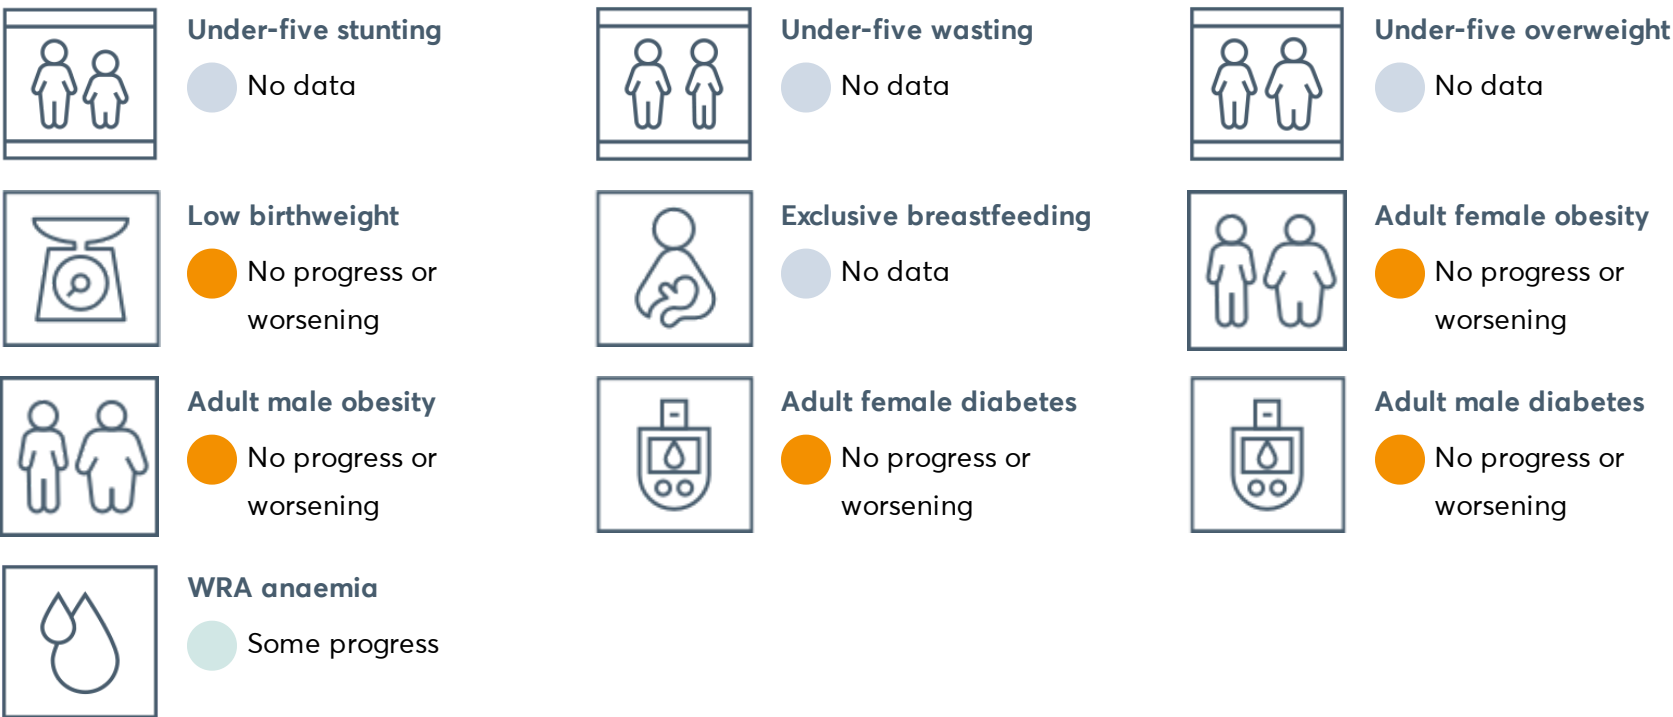 Under-five stunting
No data
Under-five wasting
No data
Under-five overweight
No data
Low birthweight
No progress or
worsening
Exclusive breastfeeding
No data
Adult female obesity
No progress or
worsening
Adult male obesity
No progress or
worsening
Adult female diabetes
No progress or
worsening
Adult male diabetes
No progress or
worsening
WRA anaemia
Some progress